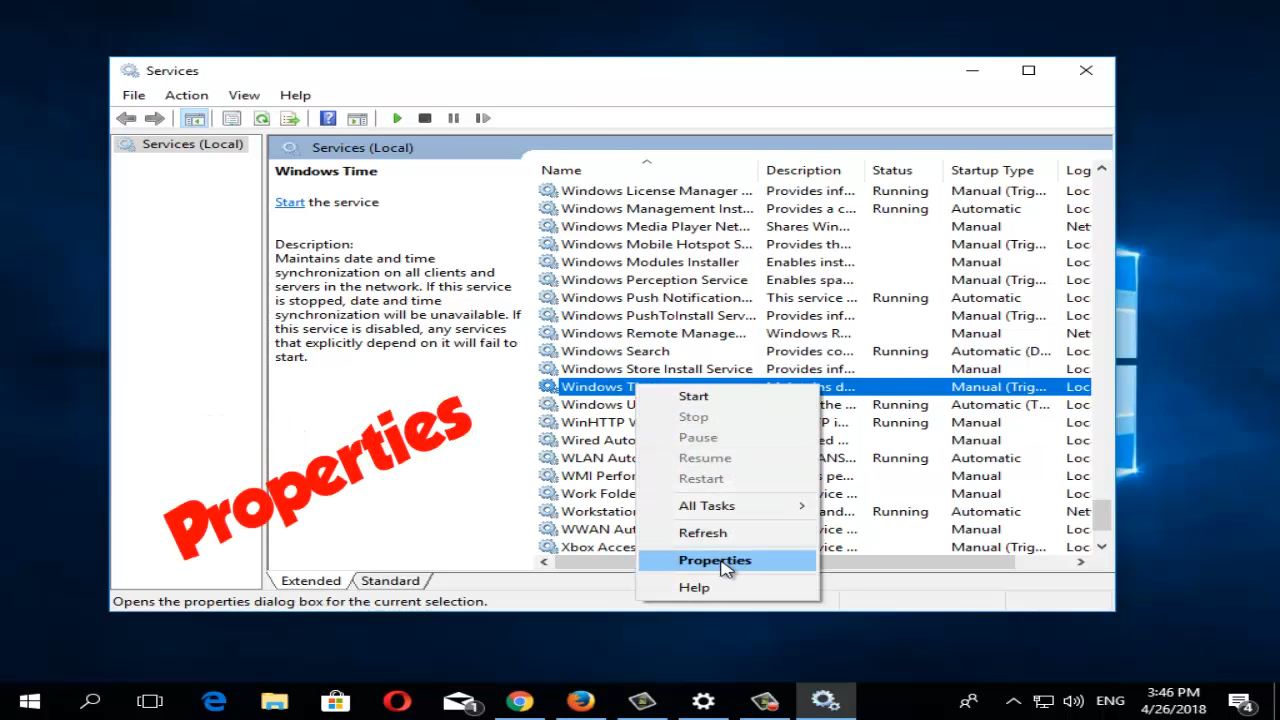 Services
File Action View Help
Services (Local)
Services (Local)
Windows Time
Start the service
Description:
Maintains date and time
synchronization on all clients and
servers in the network. If this service
is stopped, date and time
synchronization will be unavailable. If
this service is disabled, any services
that explicitly depend on it will fail to
start.
Properties
Name Description Status Startup Type Log
Windows License Manager ... Provides inf... Running Manual (Trig... Loc
Windows Management Inst... Provides a c... Running Automatic Loc
Windows Media Player Net... Shares Win... Manual Net
Windows Mobile Hotspot S... Provides th... Manual (Trig... Loc
Windows Modules Installer Enables inst... Manual Loc
Windows Perception Service Enables spa... Manual (Trig... Loc
Windows Push Notification... This service ... Running Automatic Loc
Windows PushToInstall Serv... Provides inf... Manual (Trig... Loc
Windows Remote Manage... Windows R... Manual Net
Windows Search Provides co... Running Automatic (D... Loc
Windows Store Install Service Provides inf... Manual Loc
Windows Manual (Trig... Loc
Windows the ... Running Automatic (T... Loc
WinHTTP Running Manual Loc
Wired Auto Manual Loc
WLAN Auto Running Automatic Loc
WMI Perfor Manual Loc
Work Folde Manual Loc
Workstation Running Automatic Net
WWAN Aut Manual Loc
Xbox Acces Manual (Trig... Loc
Start
Stop
Pause
Resume
Restart
All Tasks
Refresh
Properties
Help
Extended Standard
Opens the properties dialog box for the current selection.
1
ENG
3:46 PM
4/26/2018
4